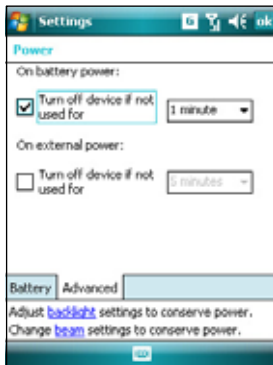 Settings G ok
Power
On battery power:
Turn off device if not used for 1 minute
On external power:
Turn off device if not used for 5 minutes
Battery Advanced
Adjust backlight settings to conserve power.
Change beam settings to conserve power.